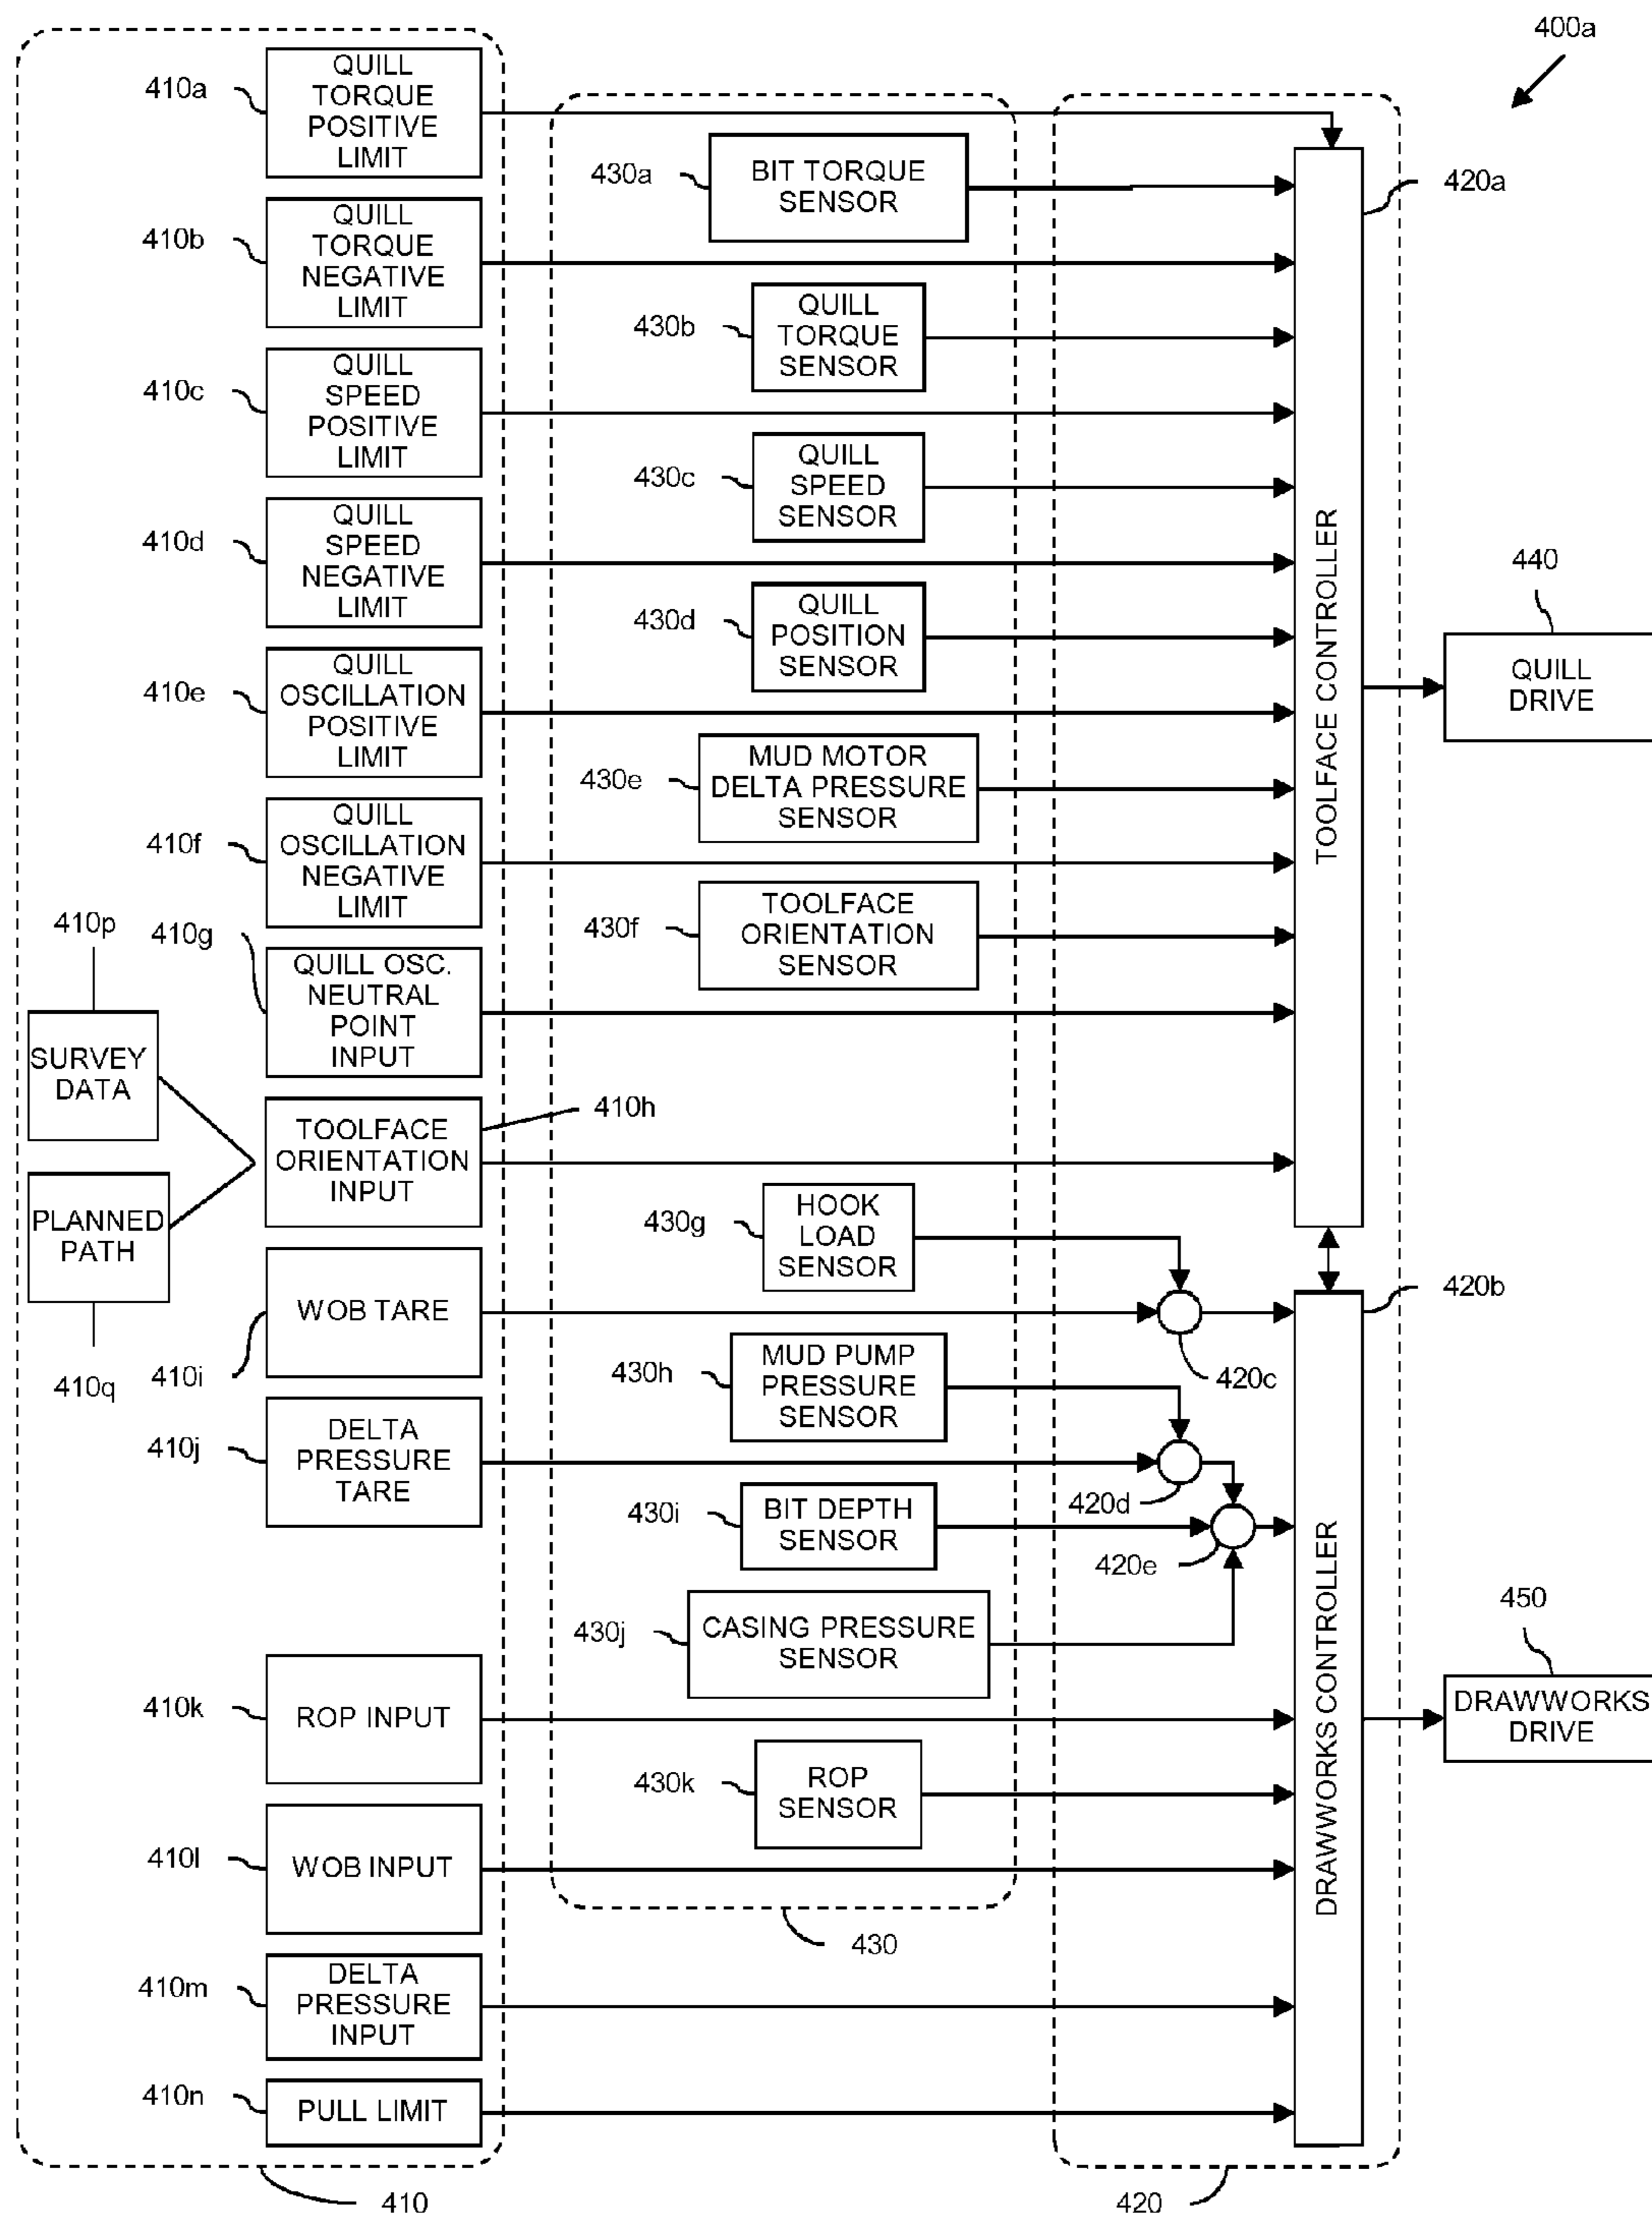 400a
410a
QUILL
TORQUE
POSITIVE
LIMIT
430a
BIT TORQUE
SENSOR
420a
410b
QUILL
TORQUE
NEGATIVE
LIMIT
430b
QUILL
TORQUE
SENSOR
410c
QUILL
SPEED
POSITIVE
LIMIT
430c
QUILL
SPEED
SENSOR
410d
QUILL
SPEED
NEGATIVE
LIMIT
430d
QUILL
POSITION
SENSOR
TOOLFACE CONTROLLER
440
QUILL
DRIVE
410e
QUILL
OSCILLATION
POSITIVE
LIMIT
430e
MUD MOTOR
DELTA PRESSURE
SENSOR
410f
QUILL
OSCILLATION
NEGATIVE
LIMIT
430f
TOOLFACE
ORIENTATION
SENSOR
410p
410g
QUILL OSC.
NEUTRAL
POINT
INPUT
SURVEY
DATA
410h
TOOLFACE
ORIENTATION
INPUT
PLANNED
PATH
410q
430g
HOOK
LOAD
SENSOR
420b
410i
WOB TARE
420c
430h
MUD PUMP
PRESSURE
SENSOR
410j
DELTA
PRESSURE
TARE
420d
430i
BIT DEPTH
SENSOR
420e
430j
CASING PRESSURE
SENSOR
DRAWWORKS CONTROLLER
450
DRAWWORKS
DRIVE
410k
ROP INPUT
430k
ROP
SENSOR
410l
WOB INPUT
430
410m
DELTA
PRESSURE
INPUT
410n
PULL LIMIT
410
420